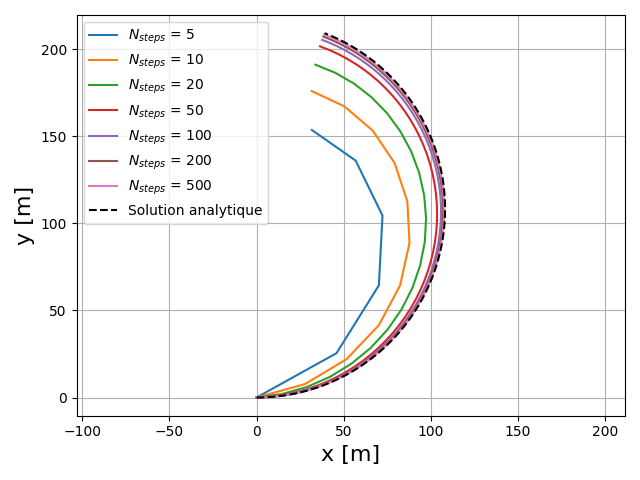 N_steps = 5
N_steps = 10
N_steps = 20
N_steps = 50
N_steps = 100
N_steps = 200
N_steps = 500
Solution analytique
y [m]
200
150
100
50
0
−100
−50
0
50
100
150
200
x [m]